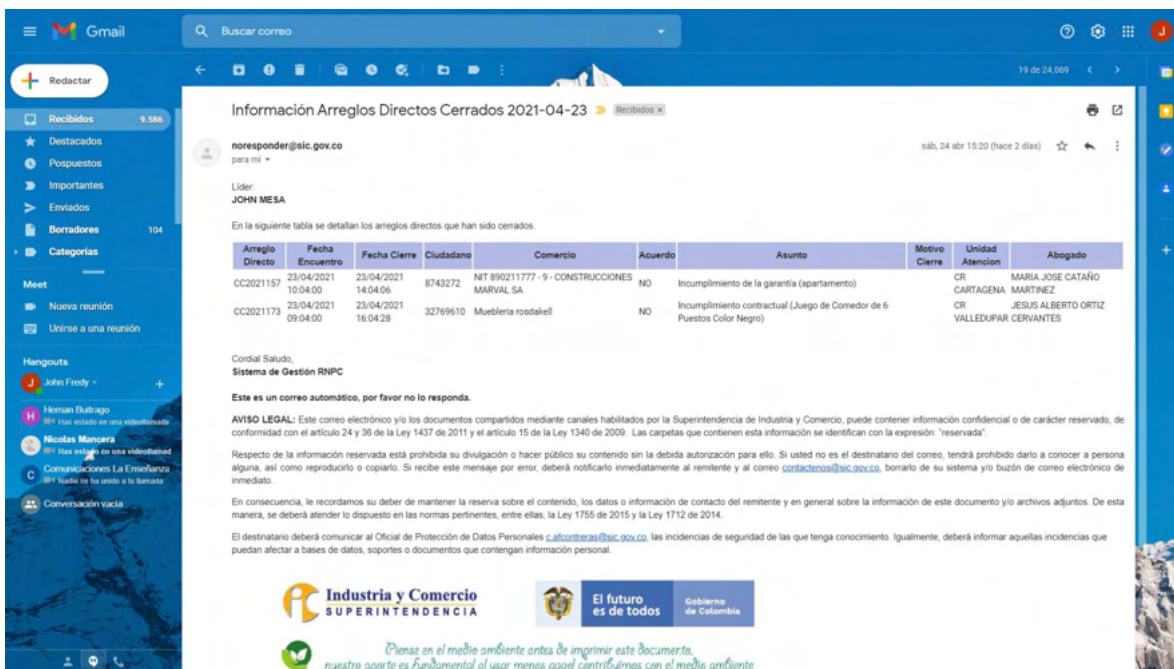 Gmail
Buscar correo
Redactar
19 de 24.069
Recibidos 9.586
Destacados
Pospuestos
Importantes
Enviados
Borradores 104
Categorías
Meet
Nueva reunión
Unirse a una reunión
Hangouts
John Fredy
Hernan Buitrago
Has estado en una videollamada
Nicolas Mancera
Has estado en una videollamad
Comunicaciones La Enseñanza
Nadie se ha unido a tu llamada
Conversación vacía
Información Arreglos Directos Cerrados 2021-04-23 Recibidos x
noresponder@sic.gov.co sáb, 24 abr 15:20 (hace 2 días)
para mí
Líder:
JOHN MESA
En la siguiente tabla se detallan los arreglos directos que han sido cerrados.
Arreglo Directo Fecha Encuentro Fecha Cierre Ciudadano Comercio Acuerdo Asunto Motivo Cierre Unidad Atencion Abogado
CC2021157 23/04/2021 10:04:00 23/04/2021 14:04:06 8743272 NIT 890211777 - 9 - CONSTRUCCIONES MARVAL SA NO Incumplimiento de la garantía (apartamento) CR CARTAGENA MARIA JOSE CATAÑO MARTINEZ
CC2021173 23/04/2021 09:04:00 23/04/2021 16:04:28 32769610 Muebleria rosdakell NO Incumplimiento contractual (Juego de Comedor de 6 Puestos Color Negro) CR VALLEDUPAR JESUS ALBERTO ORTIZ CERVANTES
Cordial Saludo,
Sistema de Gestión RNPC
Este es un correo automático, por favor no lo responda.
AVISO LEGAL: Este correo electrónico y/o los documentos compartidos mediante canales habilitados por la Superintendencia de Industria y Comercio, puede contener información confidencial o de carácter reservado, de
conformidad con el artículo 24 y 36 de la Ley 1437 de 2011 y el artículo 15 de la Ley 1340 de 2009. Las carpetas que contienen esta información se identifican con la expresión: "reservada".
Respecto de la información reservada está prohibida su divulgación o hacer público su contenido sin la debida autorización para ello. Si usted no es el destinatario del correo, tendrá prohibido darlo a conocer a persona
alguna, así como reproducirlo o copiarlo. Si recibe este mensaje por error, deberá notificarlo inmediatamente al remitente y al correo contactenos@sic.gov.co, borrarlo de su sistema y/o buzón de correo electrónico de
inmediato.
En consecuencia, le recordamos su deber de mantener la reserva sobre el contenido, los datos o información de contacto del remitente y en general sobre la información de este documento y/o archivos adjuntos. De esta
manera, se deberá atender lo dispuesto en las normas pertinentes, entre ellas, la Ley 1755 de 2015 y la Ley 1712 de 2014.
El destinatario deberá comunicar al Oficial de Protección de Datos Personales c.afcontreras@sic.gov.co, las incidencias de seguridad de las que tenga conocimiento. Igualmente, deberá informar aquellas incidencias que
puedan afectar a bases de datos, soportes o documentos que contengan información personal.
Industria y Comercio
SUPERINTENDENCIA
El futuro
es de todos
Gobierno
de Colombia
Piense en el medio ambiente antes de imprimir este documento,
nuestro aporte es fundamental al usar menos papel contribuimos con el medio ambiente